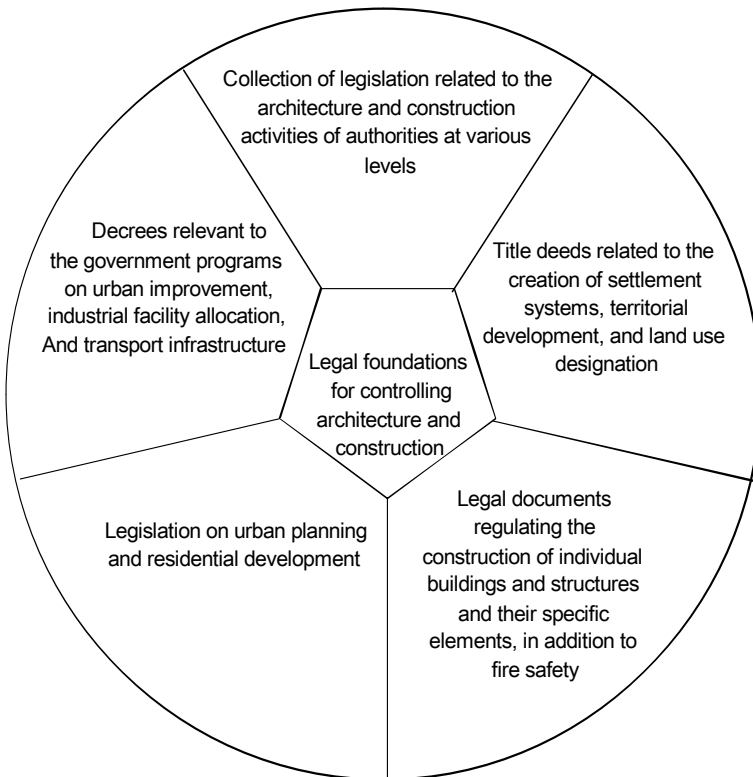 Collection of legislation related to the
architecture and construction
activities of authorities at various
levels
Title deeds related to the
creation of settlement
systems, territorial
development, and land use
designation
Legal documents
regulating the
construction of individual
buildings and structures
and their specific
elements, in addition to
fire safety
Legislation on urban planning
and residential development
Decrees relevant to
the government programs
on urban improvement,
industrial facility allocation,
And transport infrastructure
Legal foundations
for controlling
architecture and
construction